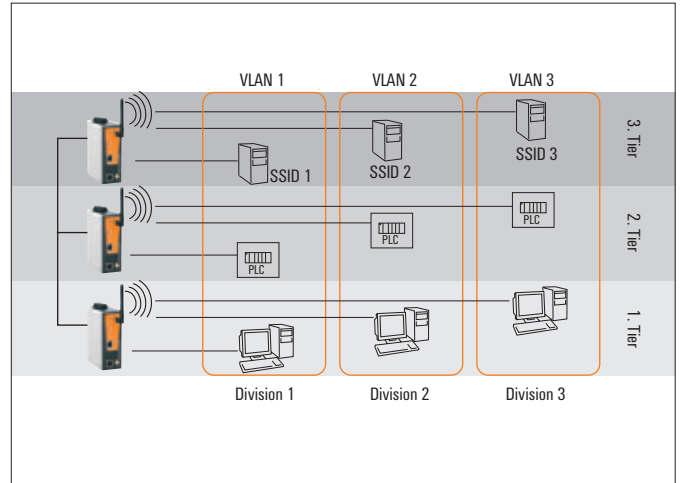 VLAN 1 VLAN 2 VLAN 3
SSID 3
SSID 2
SSID 1
3. Tier
PLC
PLC
PLC
2. Tier
1. Tier
Division 1 Division 2 Division 3